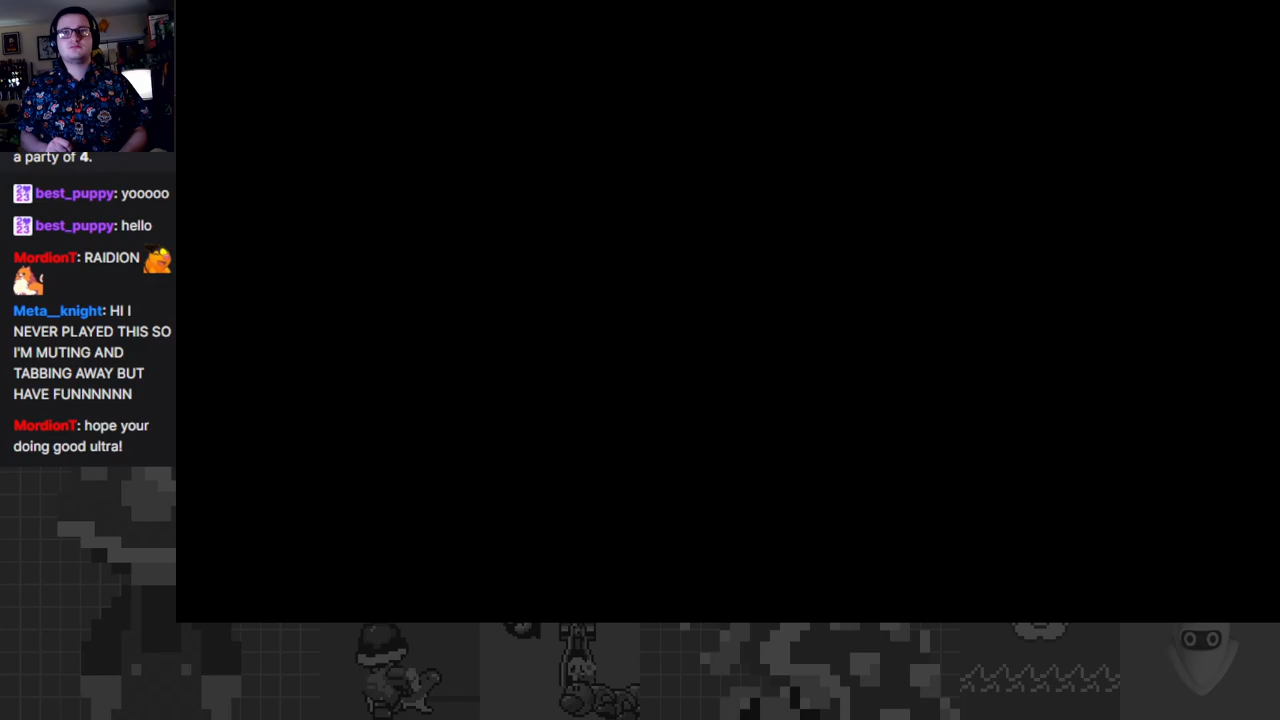 a party of 4.
best_puppy: yooooo
best_puppy: hello
MordionT: RAIDION
Meta__knight: HI I
NEVER PLAYED THIS SO
I'M MUTING AND
TABBING AWAY BUT
HAVE FUNNNNNN
MordionT: hope your
doing good ultra!